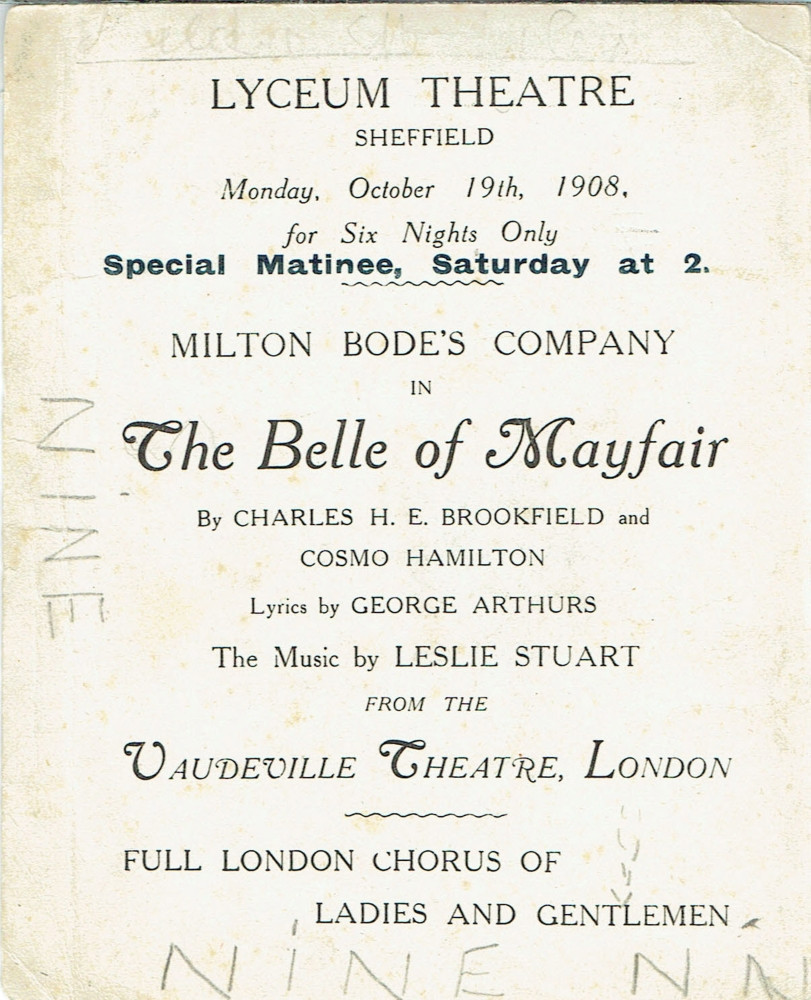 LYCEUM THEATRE
SHEFFIELD
Monday, October 19th, 1908,
for Six Nights Only
Special Matinee, Saturday at 2.
MILTON BODE'S COMPANY
IN
The Belle of Mayfair
By CHARLES H. E. BROOKFIELD and
COSMO HAMILTON
Lyrics by GEORGE ARTHURS
The Music by LESLIE STUART
FROM THE
VAUDEVILLE THEATRE, LONDON
FULL LONDON CHORUS OF
LADIES AND GENTLEMEN
NINE
NiNE NN